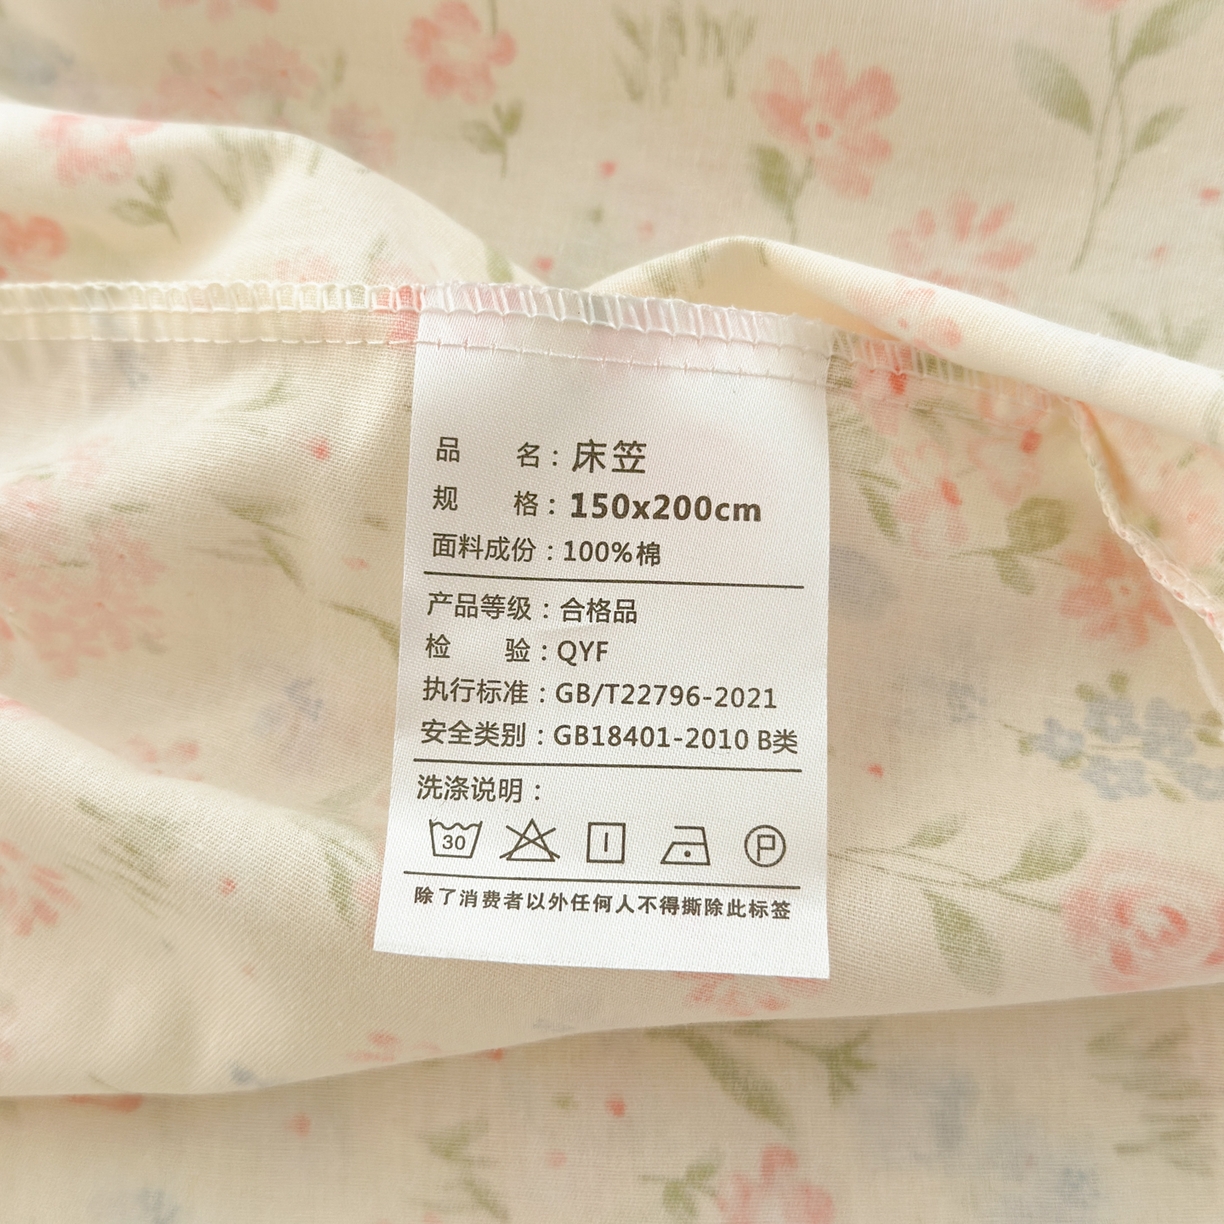 品 名：床笠
规 格：150x200cm
面料成份：100%棉
产品等级：合格品
检 验：QYF
执行标准：GB/T22796-2021
安全类别：GB18401-2010 B类
洗涤说明：
30 P
除了消费者以外任何人不得撕除此标签